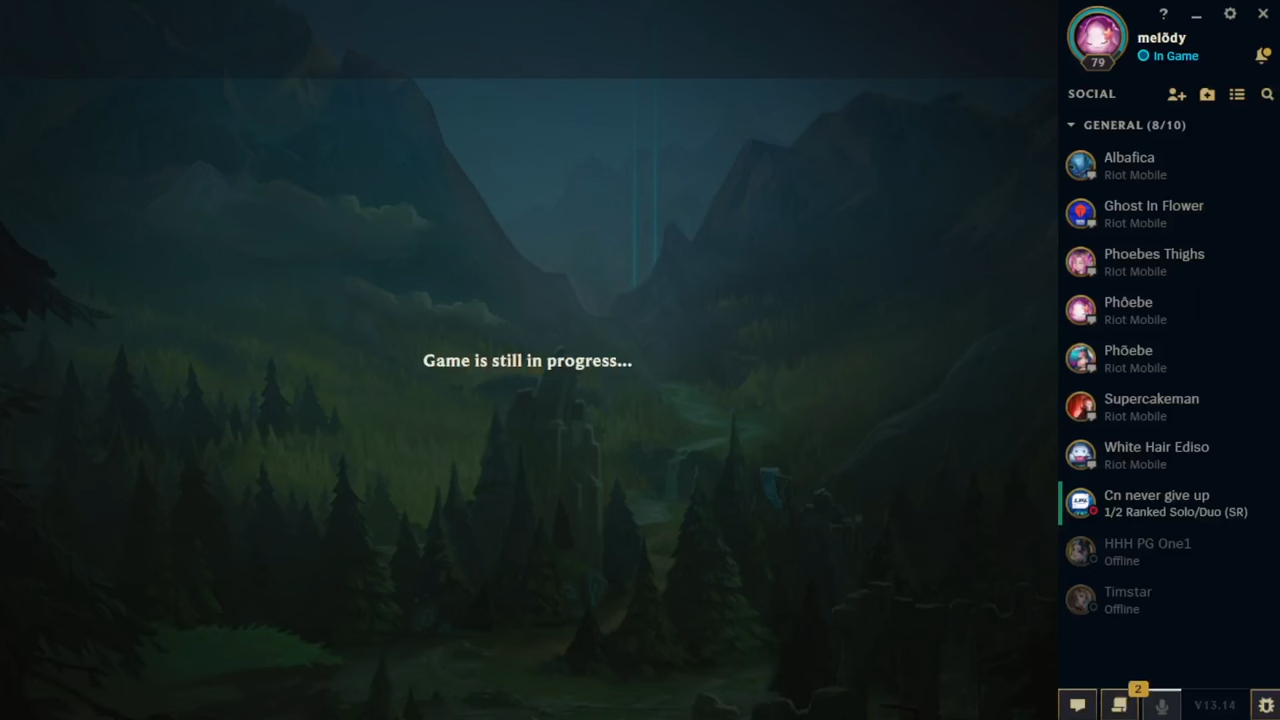 ?
melõdy
79
In Game
SOCIAL
GENERAL (8/10)
Albafica
Riot Mobile
Ghost In Flower
Riot Mobile
Phoebes Thighs
Riot Mobile
Phôebe
Riot Mobile
Phõebe
Riot Mobile
Game is still in progress...
Supercakeman
Riot Mobile
White Hair Ediso
Riot Mobile
Cn never give up
1/2 Ranked Solo/Duo (SR)
HHH PG One1
Offline
Timstar
Offline
2
V13.14